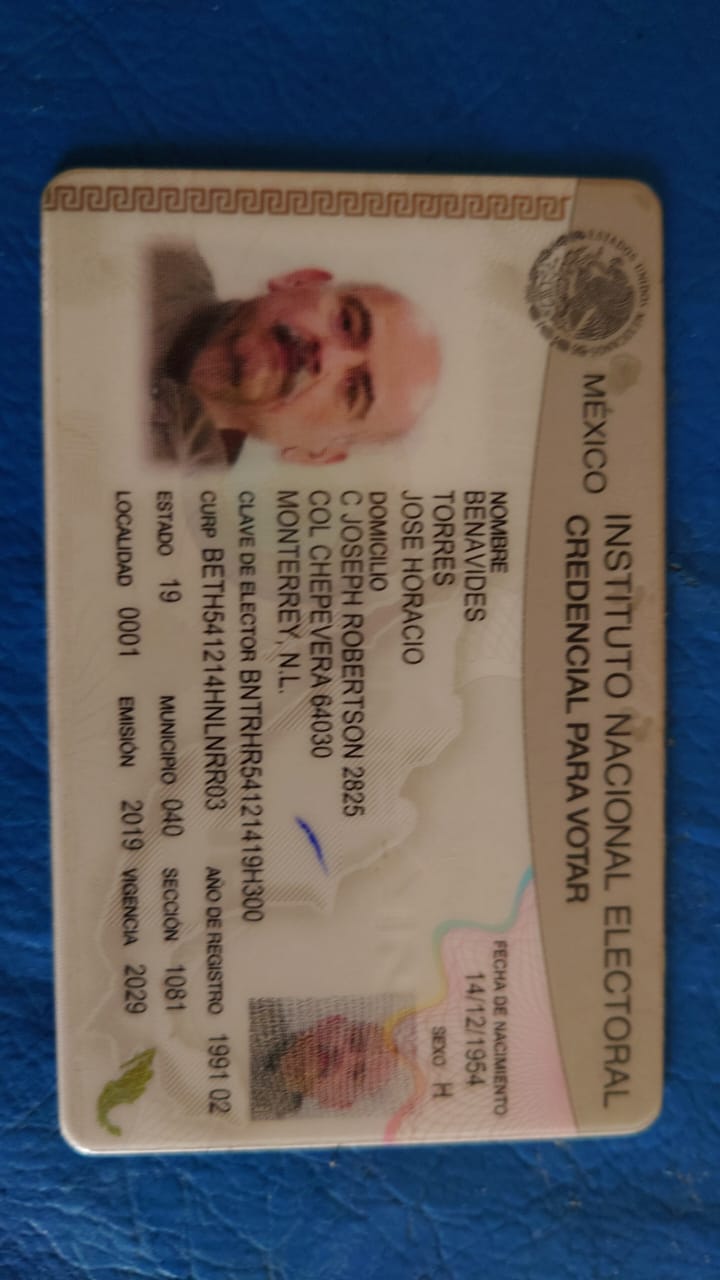 ESTADOS UNIDOS MEXICANOS
MÉXICO
INSTITUTO NACIONAL ELECTORAL
CREDENCIAL PARA VOTAR
NOMBRE
BENAVIDES
TORRES
JOSE HORACIO
FECHA DE NACIMIENTO
14/12/1954
SEXO H
DOMICILIO
C JOSEPH ROBERTSON 2825
COL CHEPEVERA 64030
MONTERREY, N.L.
CLAVE DE ELECTOR BNTRHR54121419H300
CURP BETH541214HNLNRR03 AÑO DE REGISTRO 1991 02
ESTADO 19 MUNICIPIO 040 SECCIÓN 1081
LOCALIDAD 0001 EMISIÓN 2019 VIGENCIA 2029